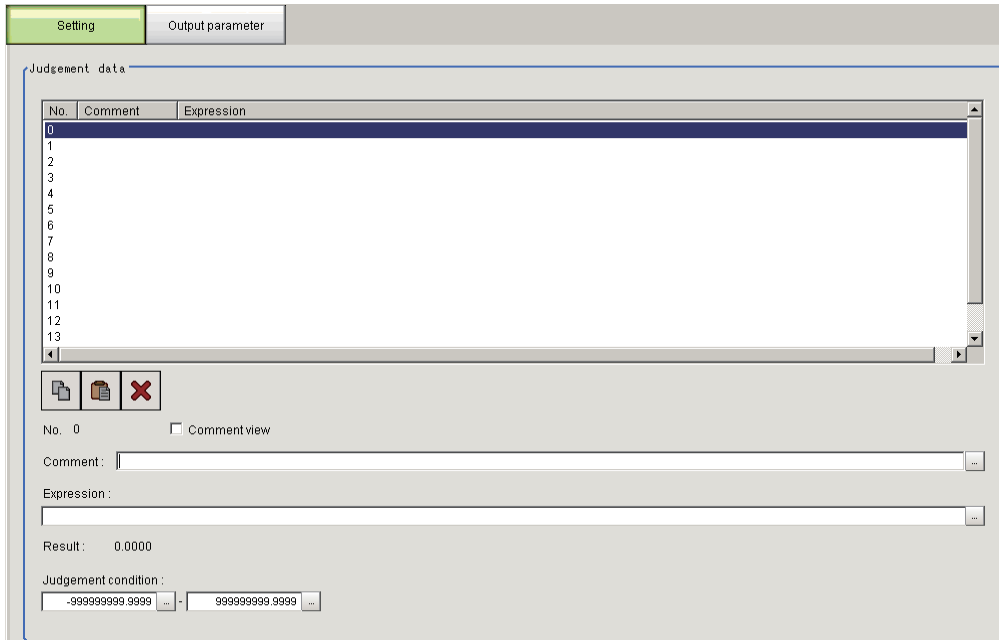 Setting Output parameter
Judgement data
No. Comment Expression
0
1
2
3
4
5
6
7
8
9
10
11
12
13
No. 0 Comment view
Comment :
...
Expression :
...
Result : 0.0000
Judgement condition :
-999999999.9999 ... - 999999999.9999 ...